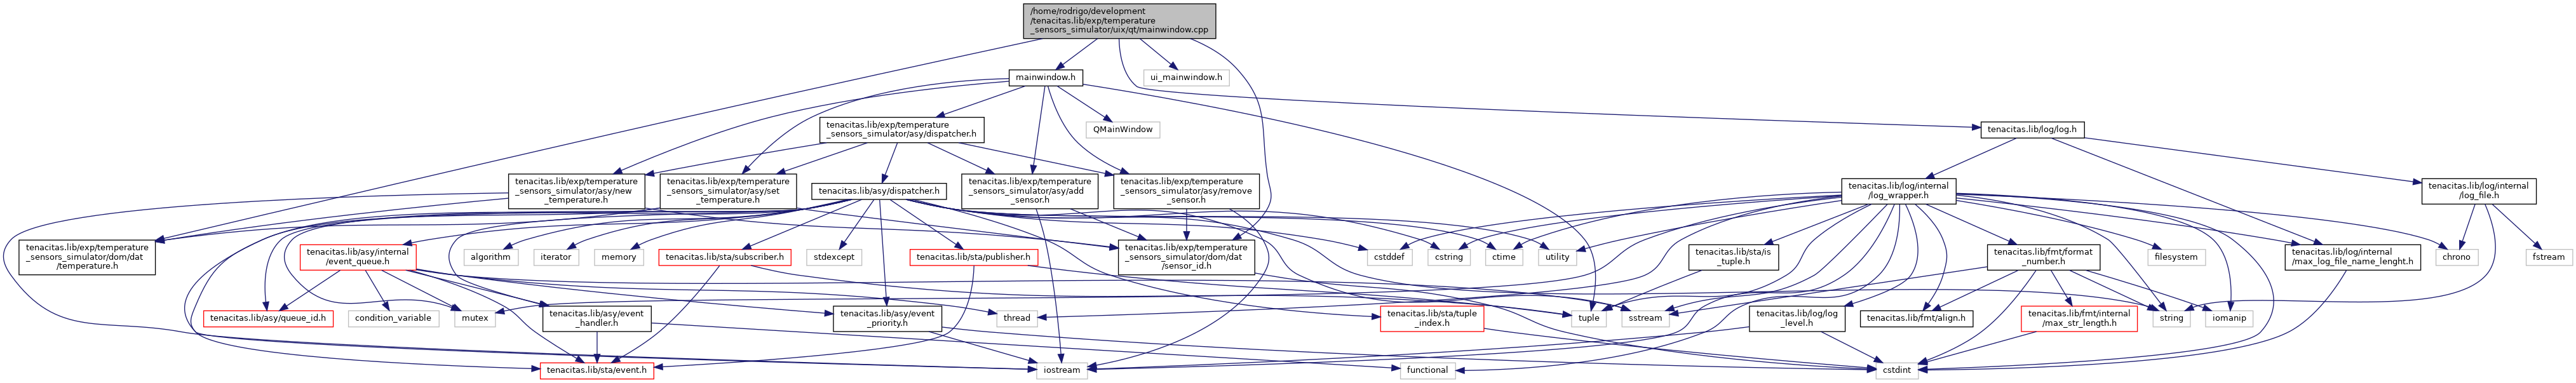 /home/rodrigo/development
/tenacitas.lib/exp/temperature
_sensors_simulator/uix/qt/mainwindow.cpp
mainwindow.h
ui_mainwindow.h
tenacitas.lib/exp/temperature
_sensors_simulator/asy/dispatcher.h
QMainWindow
tenacitas.lib/log/log.h
tenacitas.lib/exp/temperature
_sensors_simulator/asy/new
_temperature.h
tenacitas.lib/exp/temperature
_sensors_simulator/asy/set
_temperature.h
tenacitas.lib/asy/dispatcher.h
tenacitas.lib/exp/temperature
_sensors_simulator/asy/add
_sensor.h
tenacitas.lib/exp/temperature
_sensors_simulator/asy/remove
_sensor.h
tenacitas.lib/log/internal
/log_wrapper.h
tenacitas.lib/log/internal
/log_file.h
tenacitas.lib/exp/temperature
_sensors_simulator/dom/dat
/temperature.h
tenacitas.lib/asy/internal
/event_queue.h
algorithm
iterator
memory
tenacitas.lib/sta/subscriber.h
stdexcept
tenacitas.lib/sta/publisher.h
tenacitas.lib/exp/temperature
_sensors_simulator/dom/dat
/sensor_id.h
cstddef
cstring
ctime
utility
tenacitas.lib/sta/is
_tuple.h
tenacitas.lib/fmt/format
_number.h
filesystem
tenacitas.lib/log/internal
/max_log_file_name_lenght.h
chrono
fstream
tenacitas.lib/asy/queue_id.h
condition_variable
mutex
tenacitas.lib/asy/event
_handler.h
tenacitas.lib/asy/event
_priority.h
thread
tenacitas.lib/sta/tuple
_index.h
tuple
sstream
tenacitas.lib/log/log
_level.h
tenacitas.lib/fmt/align.h
tenacitas.lib/fmt/internal
/max_str_length.h
string
iomanip
tenacitas.lib/sta/event.h
iostream
functional
cstdint